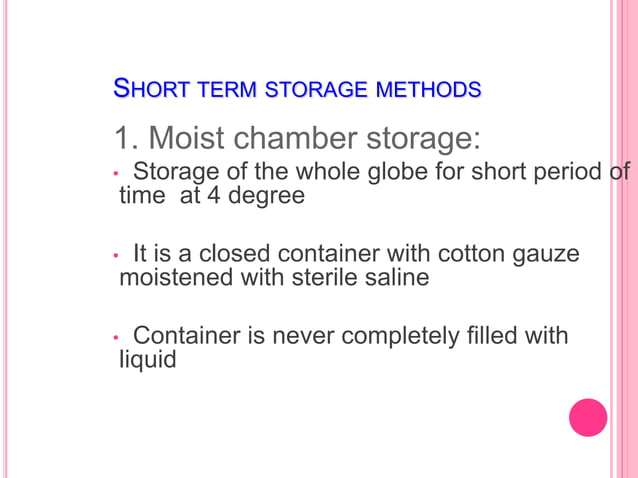 SHORT TERM STORAGE METHODS
1. Moist chamber storage:
• Storage of the whole globe for short period of
time at 4 degree
• It is a closed container with cotton gauze
moistened with sterile saline
• Container is never completely filled with
liquid